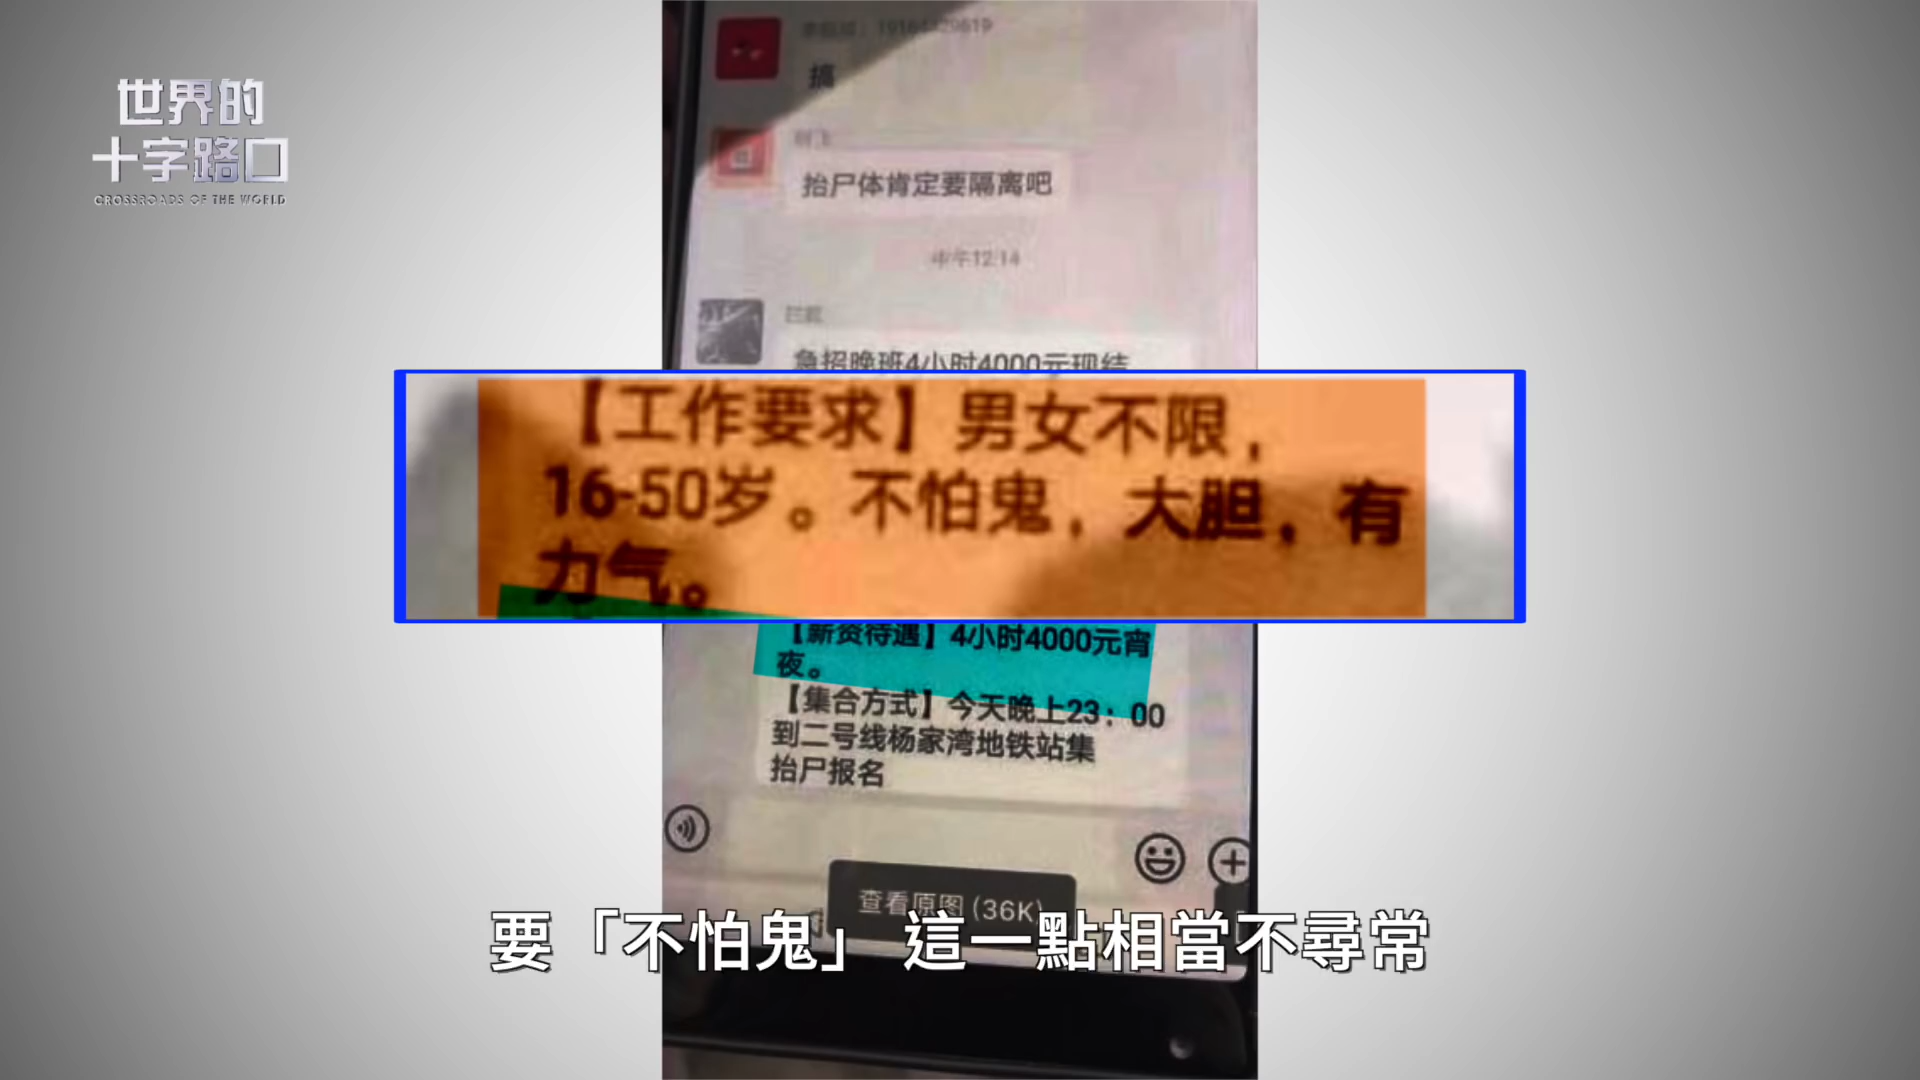 世界的
十字路口
CROSSROADS OF THE WORLD
搞
抬尸体肯定要隔离吧
中午12:14
急招晚班4小时4000元现结
【工作要求】男女不限，
16-50岁。不怕鬼，大胆，有
力气。
【薪资待遇】4小时4000元宵
夜。
【集合方式】今天晚上23：00
到二号线杨家湾地铁站集
抬尸报名
查看原图 (36K)
要「不怕鬼」 這一點相當不尋常